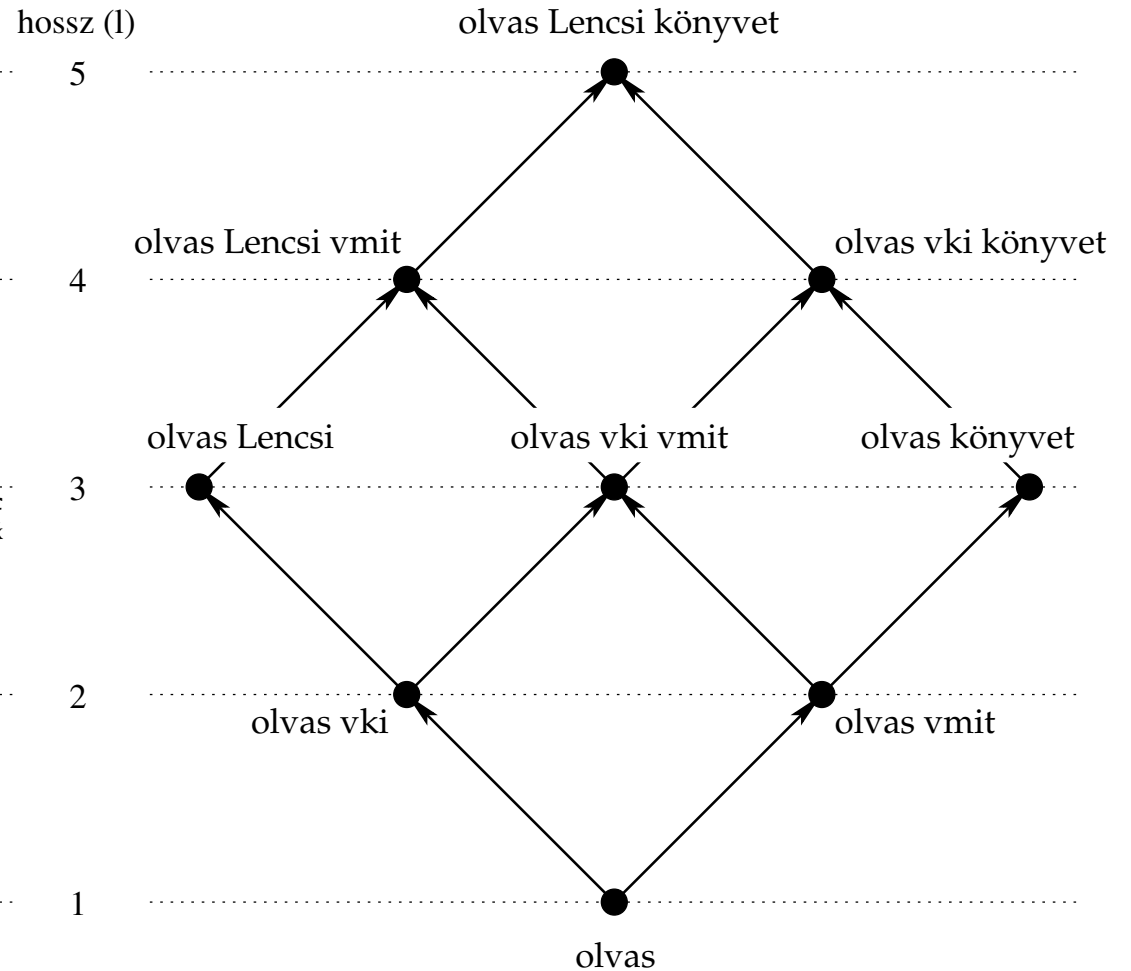 hossz (l)
olvas Lencsi könyvet
5
olvas Lencsi vmit
olvas vki könyvet
4
olvas Lencsi
olvas vki vmit
olvas könyvet
3
2
olvas vki
olvas vmit
1
olvas